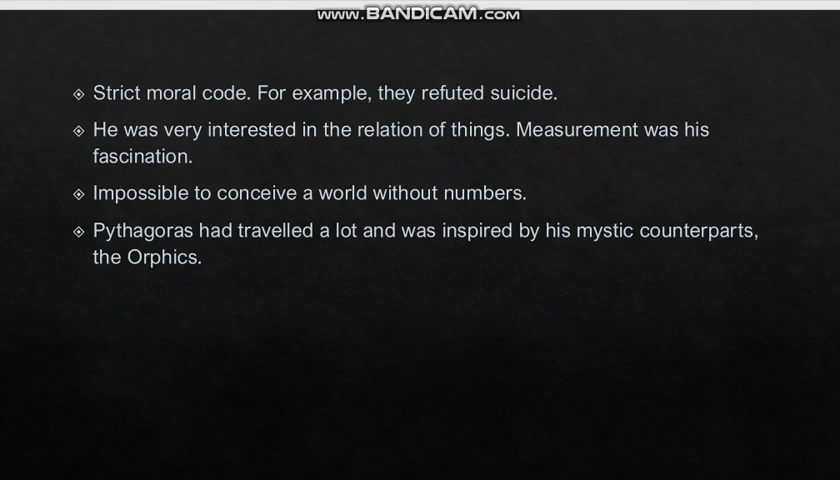 www.BANDICAM.com
Strict moral code. For example, they refuted suicide.
He was very interested in the relation of things. Measurement was his
fascination.
Impossible to conceive a world without numbers.
Pythagoras had travelled a lot and was inspired by his mystic counterparts,
the Orphics.